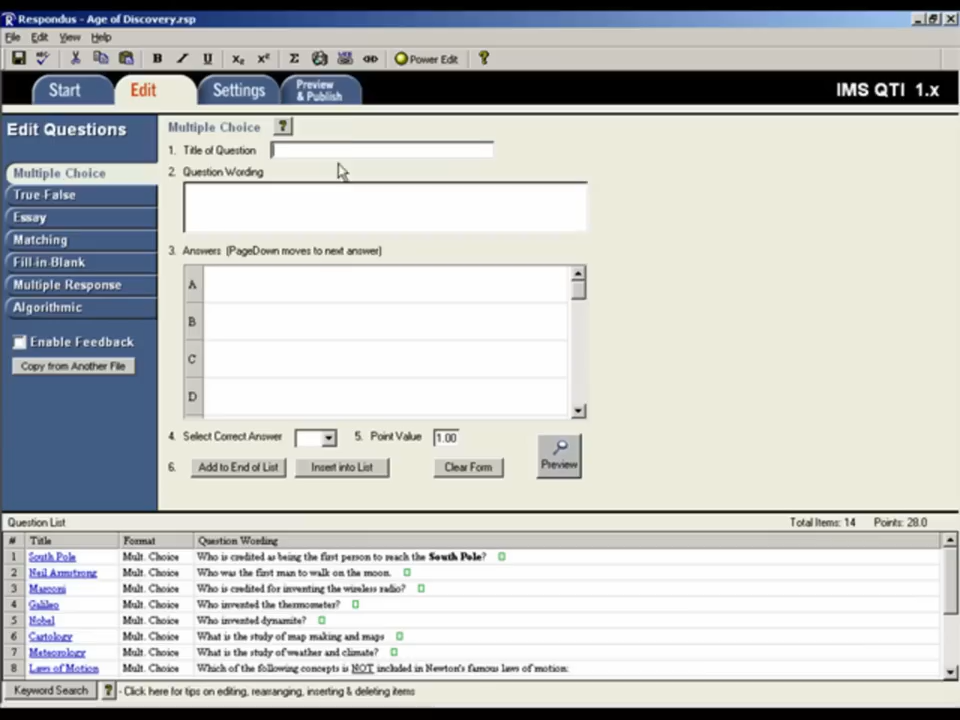 Respondus - Age of Discovery.rsp
File Edit View Help
B I U X₂ X² Σ Power Edit ?
Start Edit Settings Preview & Publish IMS QTI 1.x
Edit Questions
Multiple Choice
True-False
Essay
Matching
Fill-in-Blank
Multiple Response
Algorithmic
Enable Feedback
Copy from Another File
Multiple Choice ?
1. Title of Question
2. Question Wording
3. Answers (PageDown moves to next answer)
A
B
C
D
4. Select Correct Answer 5. Point Value 1.00
6. Add to End of List Insert into List Clear Form Preview
Question List Total Items: 14 Points: 28.0
# Title Format Question Wording
1 South Pole Mult. Choice Who is credited as being the first person to reach the South Pole?
2 Neil Armstrong Mult. Choice Who was the first man to walk on the moon.
3 Marconi Mult. Choice Who is credited for inventing the wireless radio?
4 Galileo Mult. Choice Who invented the thermometer?
5 Nobel Mult. Choice Who invented dynamite?
6 Cartology Mult. Choice What is the study of map making and maps
7 Meteorology Mult. Choice What is the study of weather and climate?
8 Laws of Motion Mult. Choice Which of the following concepts is NOT included in Newton's famous laws of motion:
Keyword Search ? - Click here for tips on editing, rearranging, inserting & deleting items